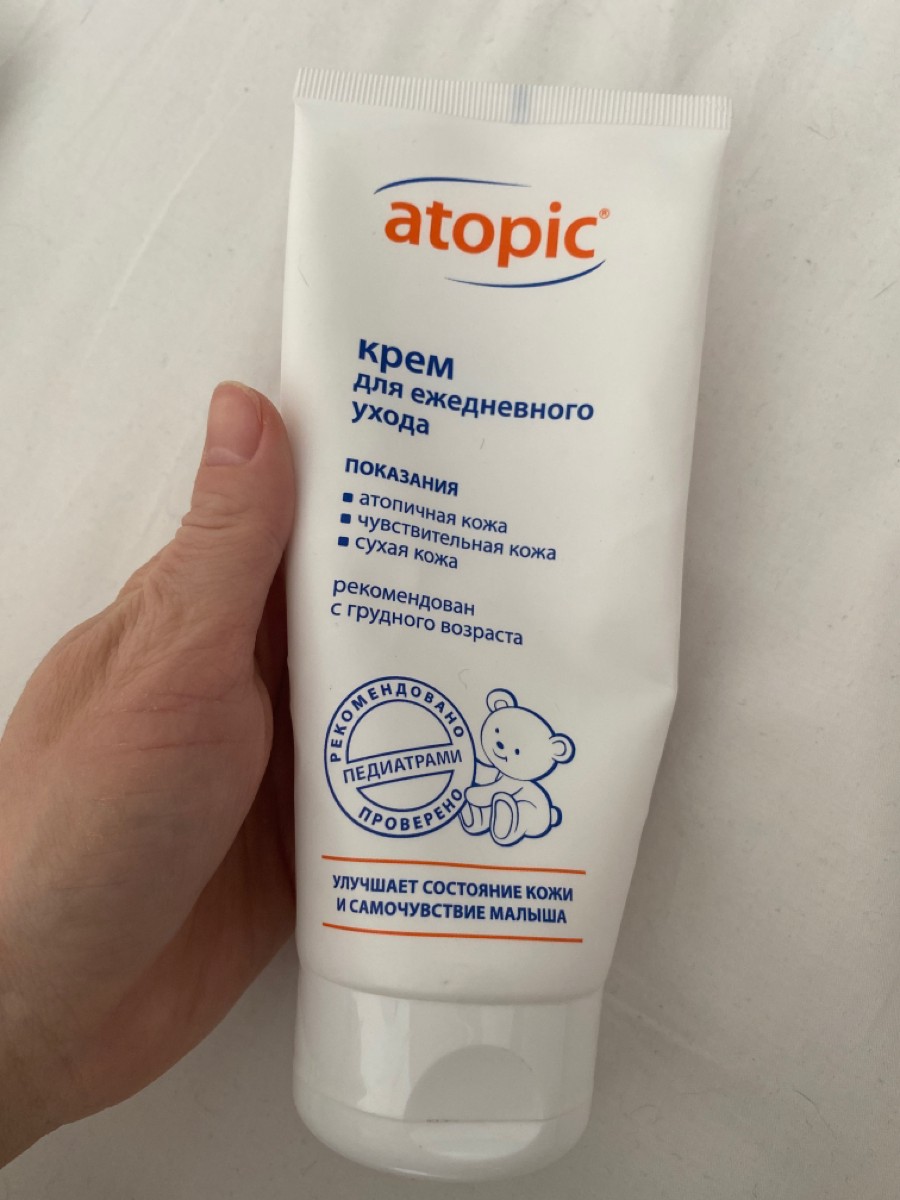 atopic®
крем
для ежедневного
ухода
ПОКАЗАНИЯ
▪ атопичная кожа
▪ чувствительная кожа
▪ сухая кожа
рекомендован
с грудного возраста
РЕКОМЕНДОВАНО
ПЕДИАТРАМИ
ПРОВЕРЕНО
УЛУЧШАЕТ СОСТОЯНИЕ КОЖИ
И САМОЧУВСТВИЕ МАЛЫША